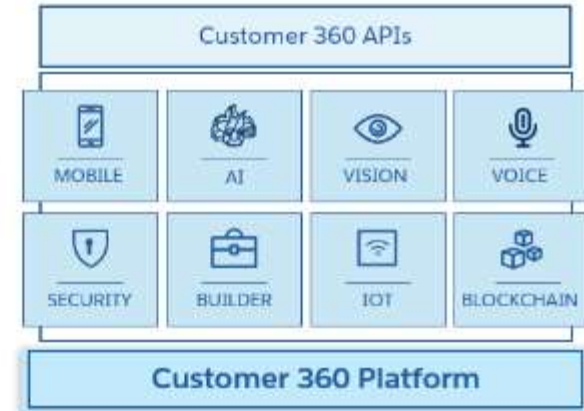 Customer 360 APIs
MOBILE
AI
VISION
VOICE
SECURITY
BUILDER
IOT
BLOCKCHAIN
Customer 360 Platform